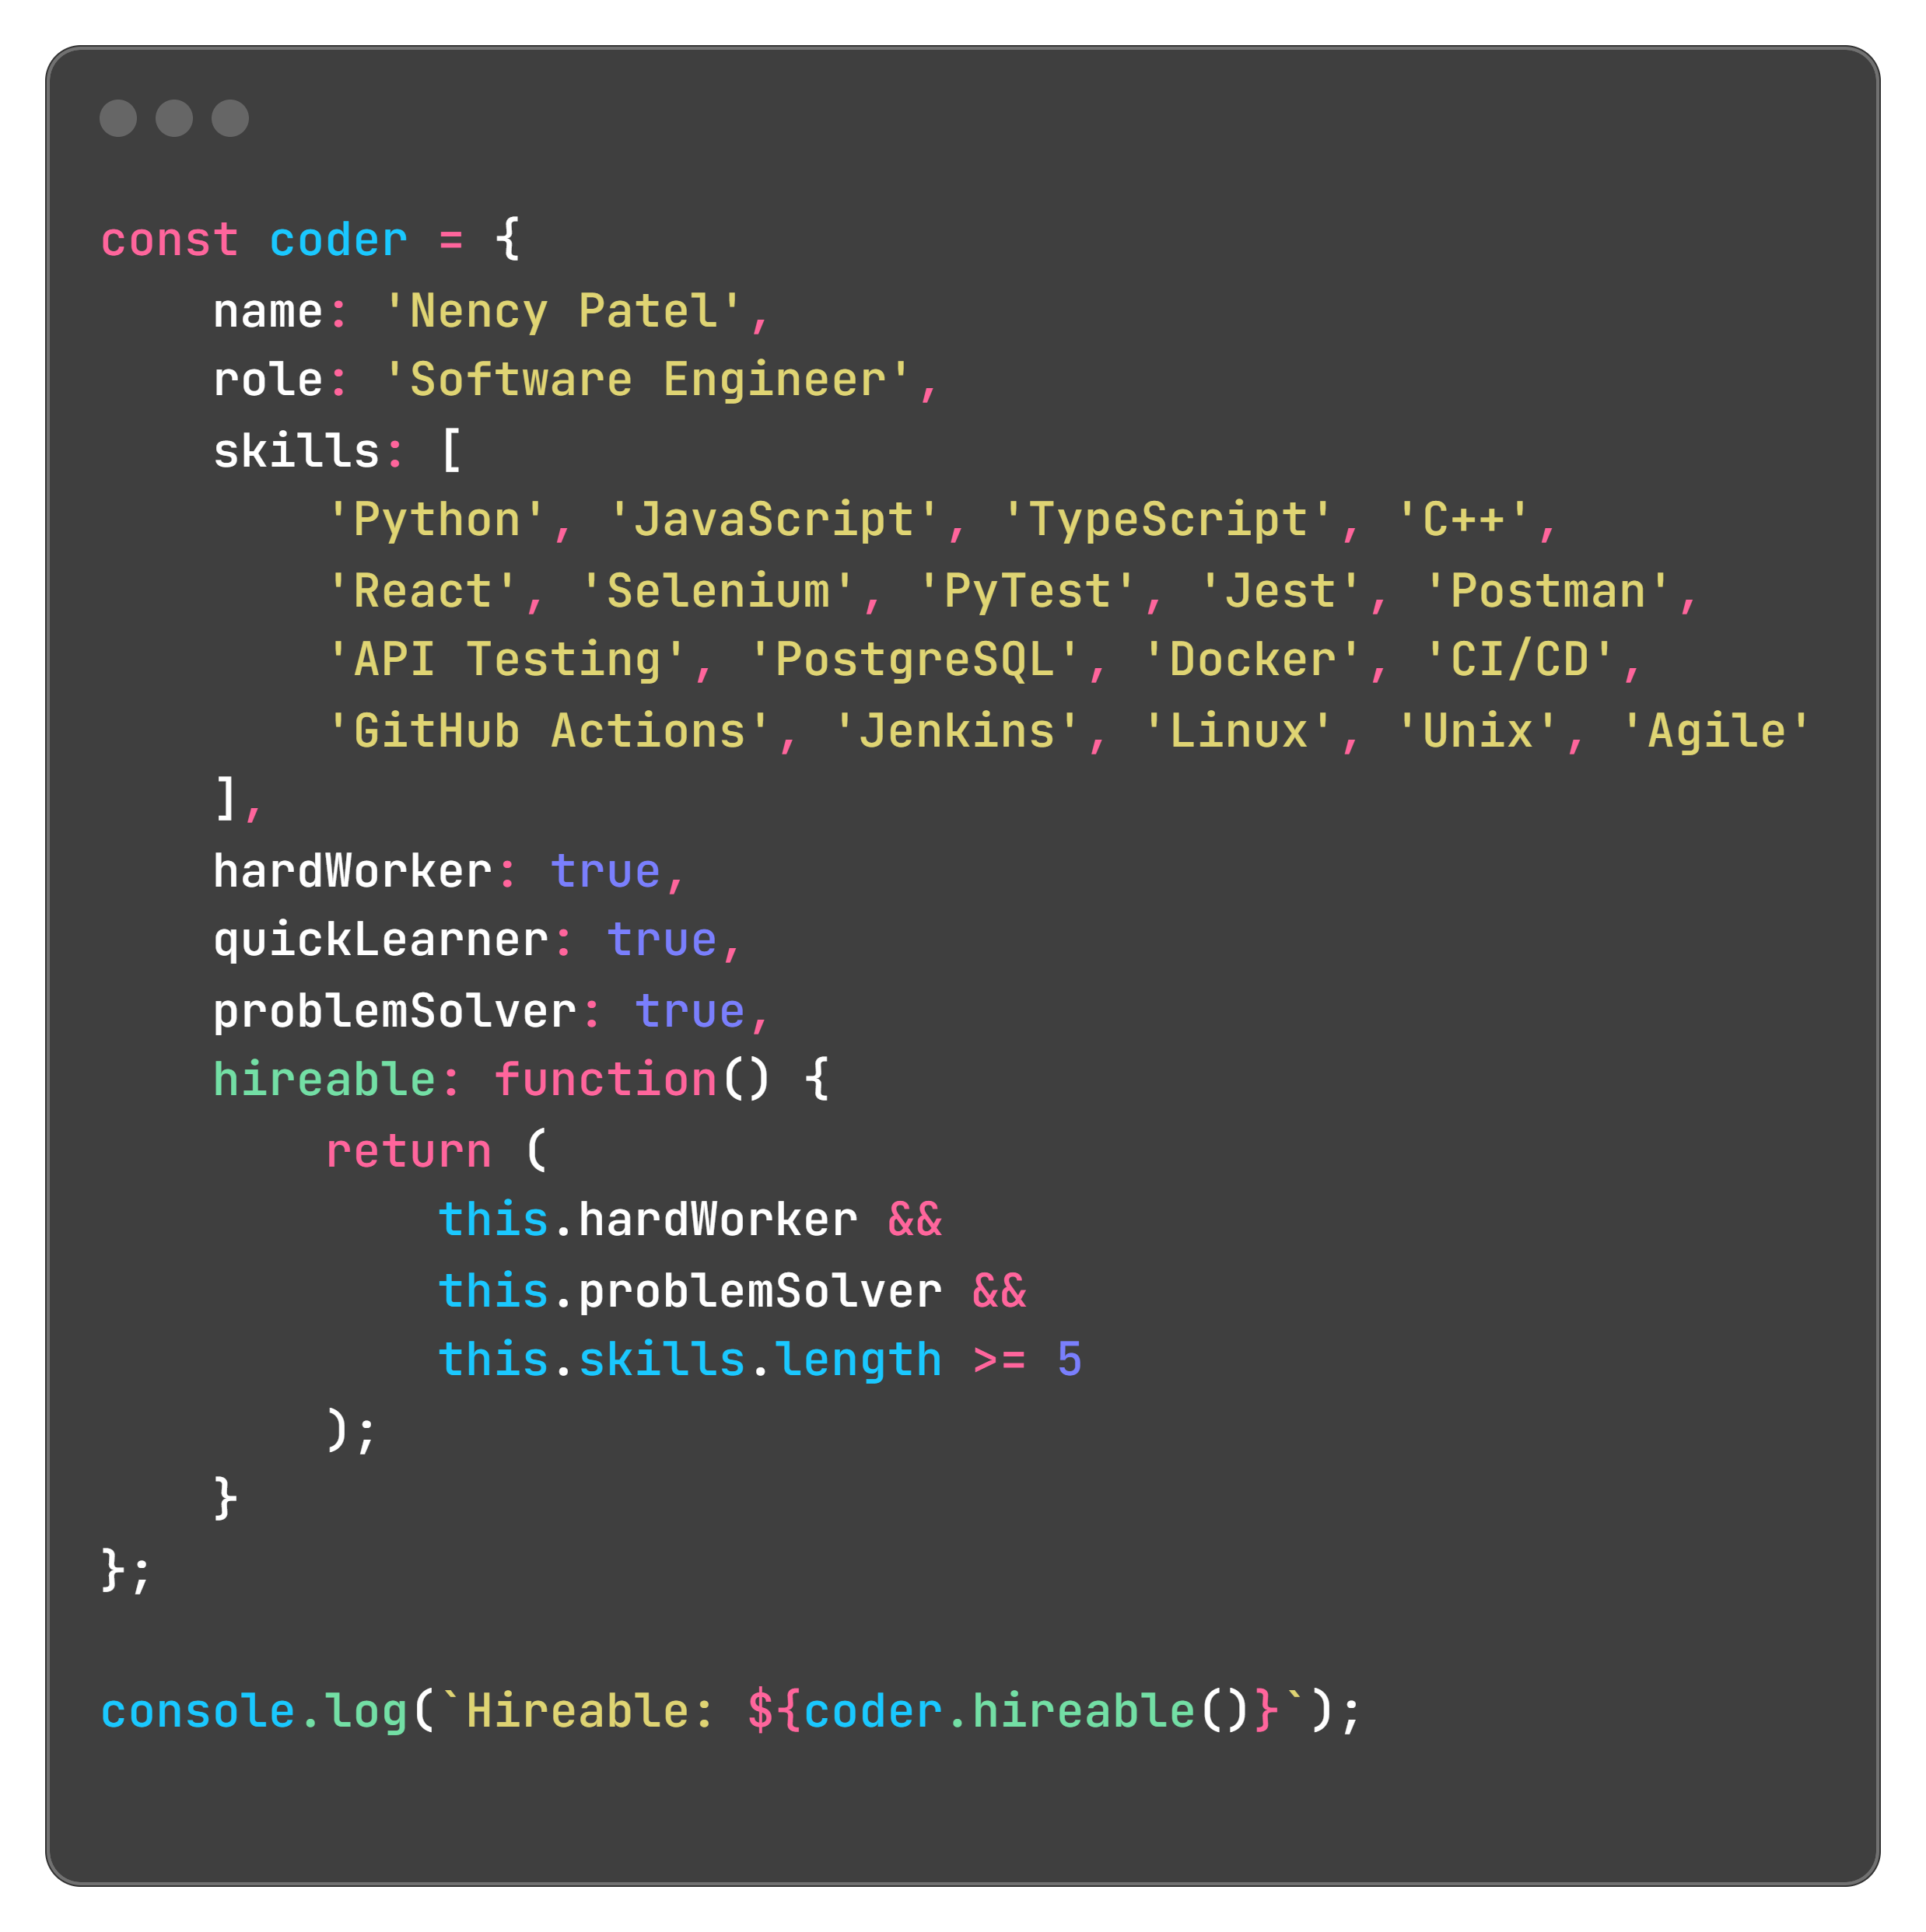 const coder = {
    name: 'Nency Patel',
    role: 'Software Engineer',
    skills: [
        'Python', 'JavaScript', 'TypeScript', 'C++',
        'React', 'Selenium', 'PyTest', 'Jest', 'Postman',
        'API Testing', 'PostgreSQL', 'Docker', 'CI/CD',
        'GitHub Actions', 'Jenkins', 'Linux', 'Unix', 'Agile'
    ],
    hardWorker: true,
    quickLearner: true,
    problemSolver: true,
    hireable: function() {
        return (
            this.hardWorker &&
            this.problemSolver &&
            this.skills.length >= 5
        );
    }
};

console.log(`Hireable: ${coder.hireable()}`);